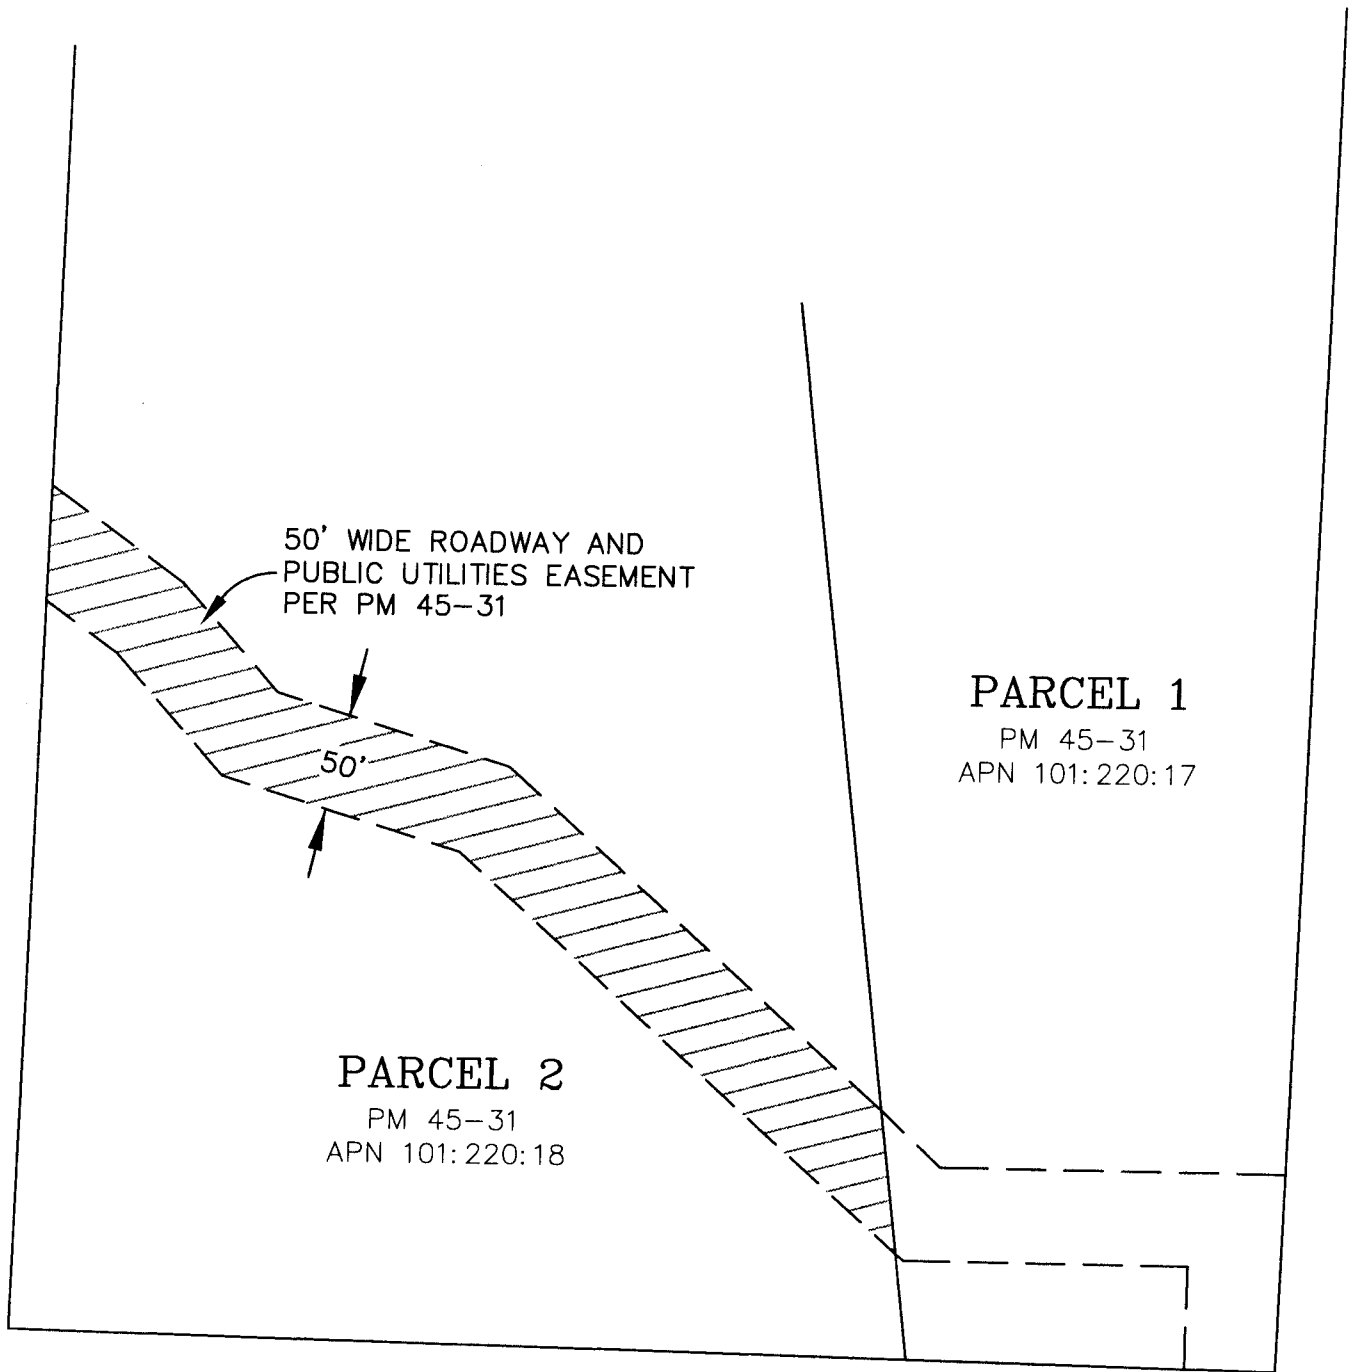 50' WIDE ROADWAY AND
PUBLIC UTILITIES EASEMENT
PER PM 45-31
50'
PARCEL 1
PM 45-31
APN 101:220:17
PARCEL 2
PM 45-31
APN 101:220:18